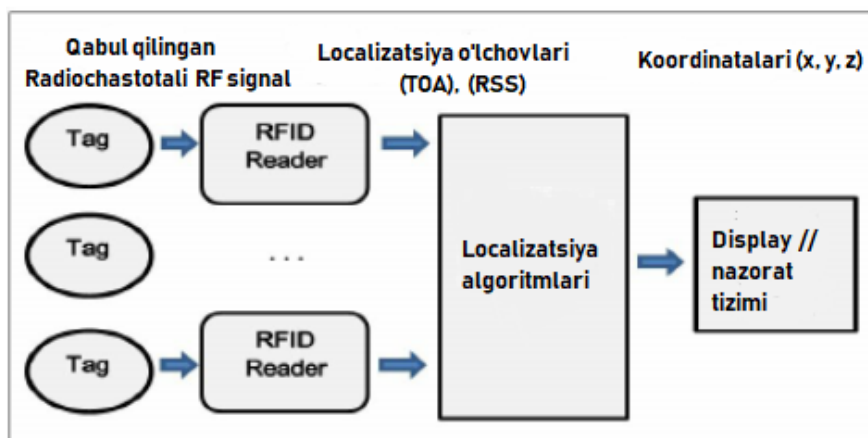 Qabul qilingan
Radiochastotali RF signal
Localizatsiya o'lchovlari
(TOA), (RSS)
Koordinatalari (x, y, z)
Tag
RFID
Reader
Tag
. . .
Localizatsiya
algoritmlari
Display //
nazorat
tizimi
Tag
RFID
Reader